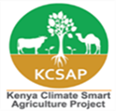 KCSAP
Kenya Climate Smart
Agriculture Project